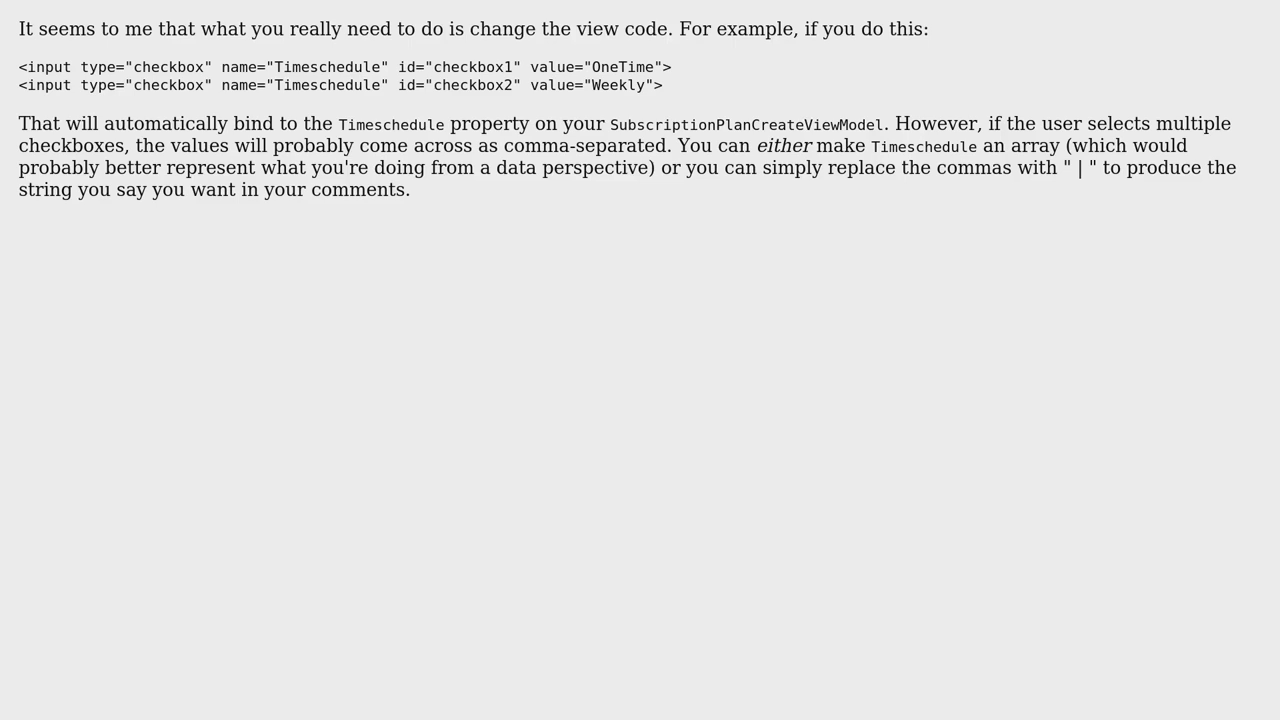 It seems to me that what you really need to do is change the view code. For example, if you do this:
<input type="checkbox" name="Timeschedule" id="checkbox1" value="OneTime">
<input type="checkbox" name="Timeschedule" id="checkbox2" value="Weekly">
That will automatically bind to the Timeschedule property on your SubscriptionPlanCreateViewModel. However, if the user selects multiple
checkboxes, the values will probably come across as comma-separated. You can either make Timeschedule an array (which would
probably better represent what you're doing from a data perspective) or you can simply replace the commas with " | " to produce the
string you say you want in your comments.